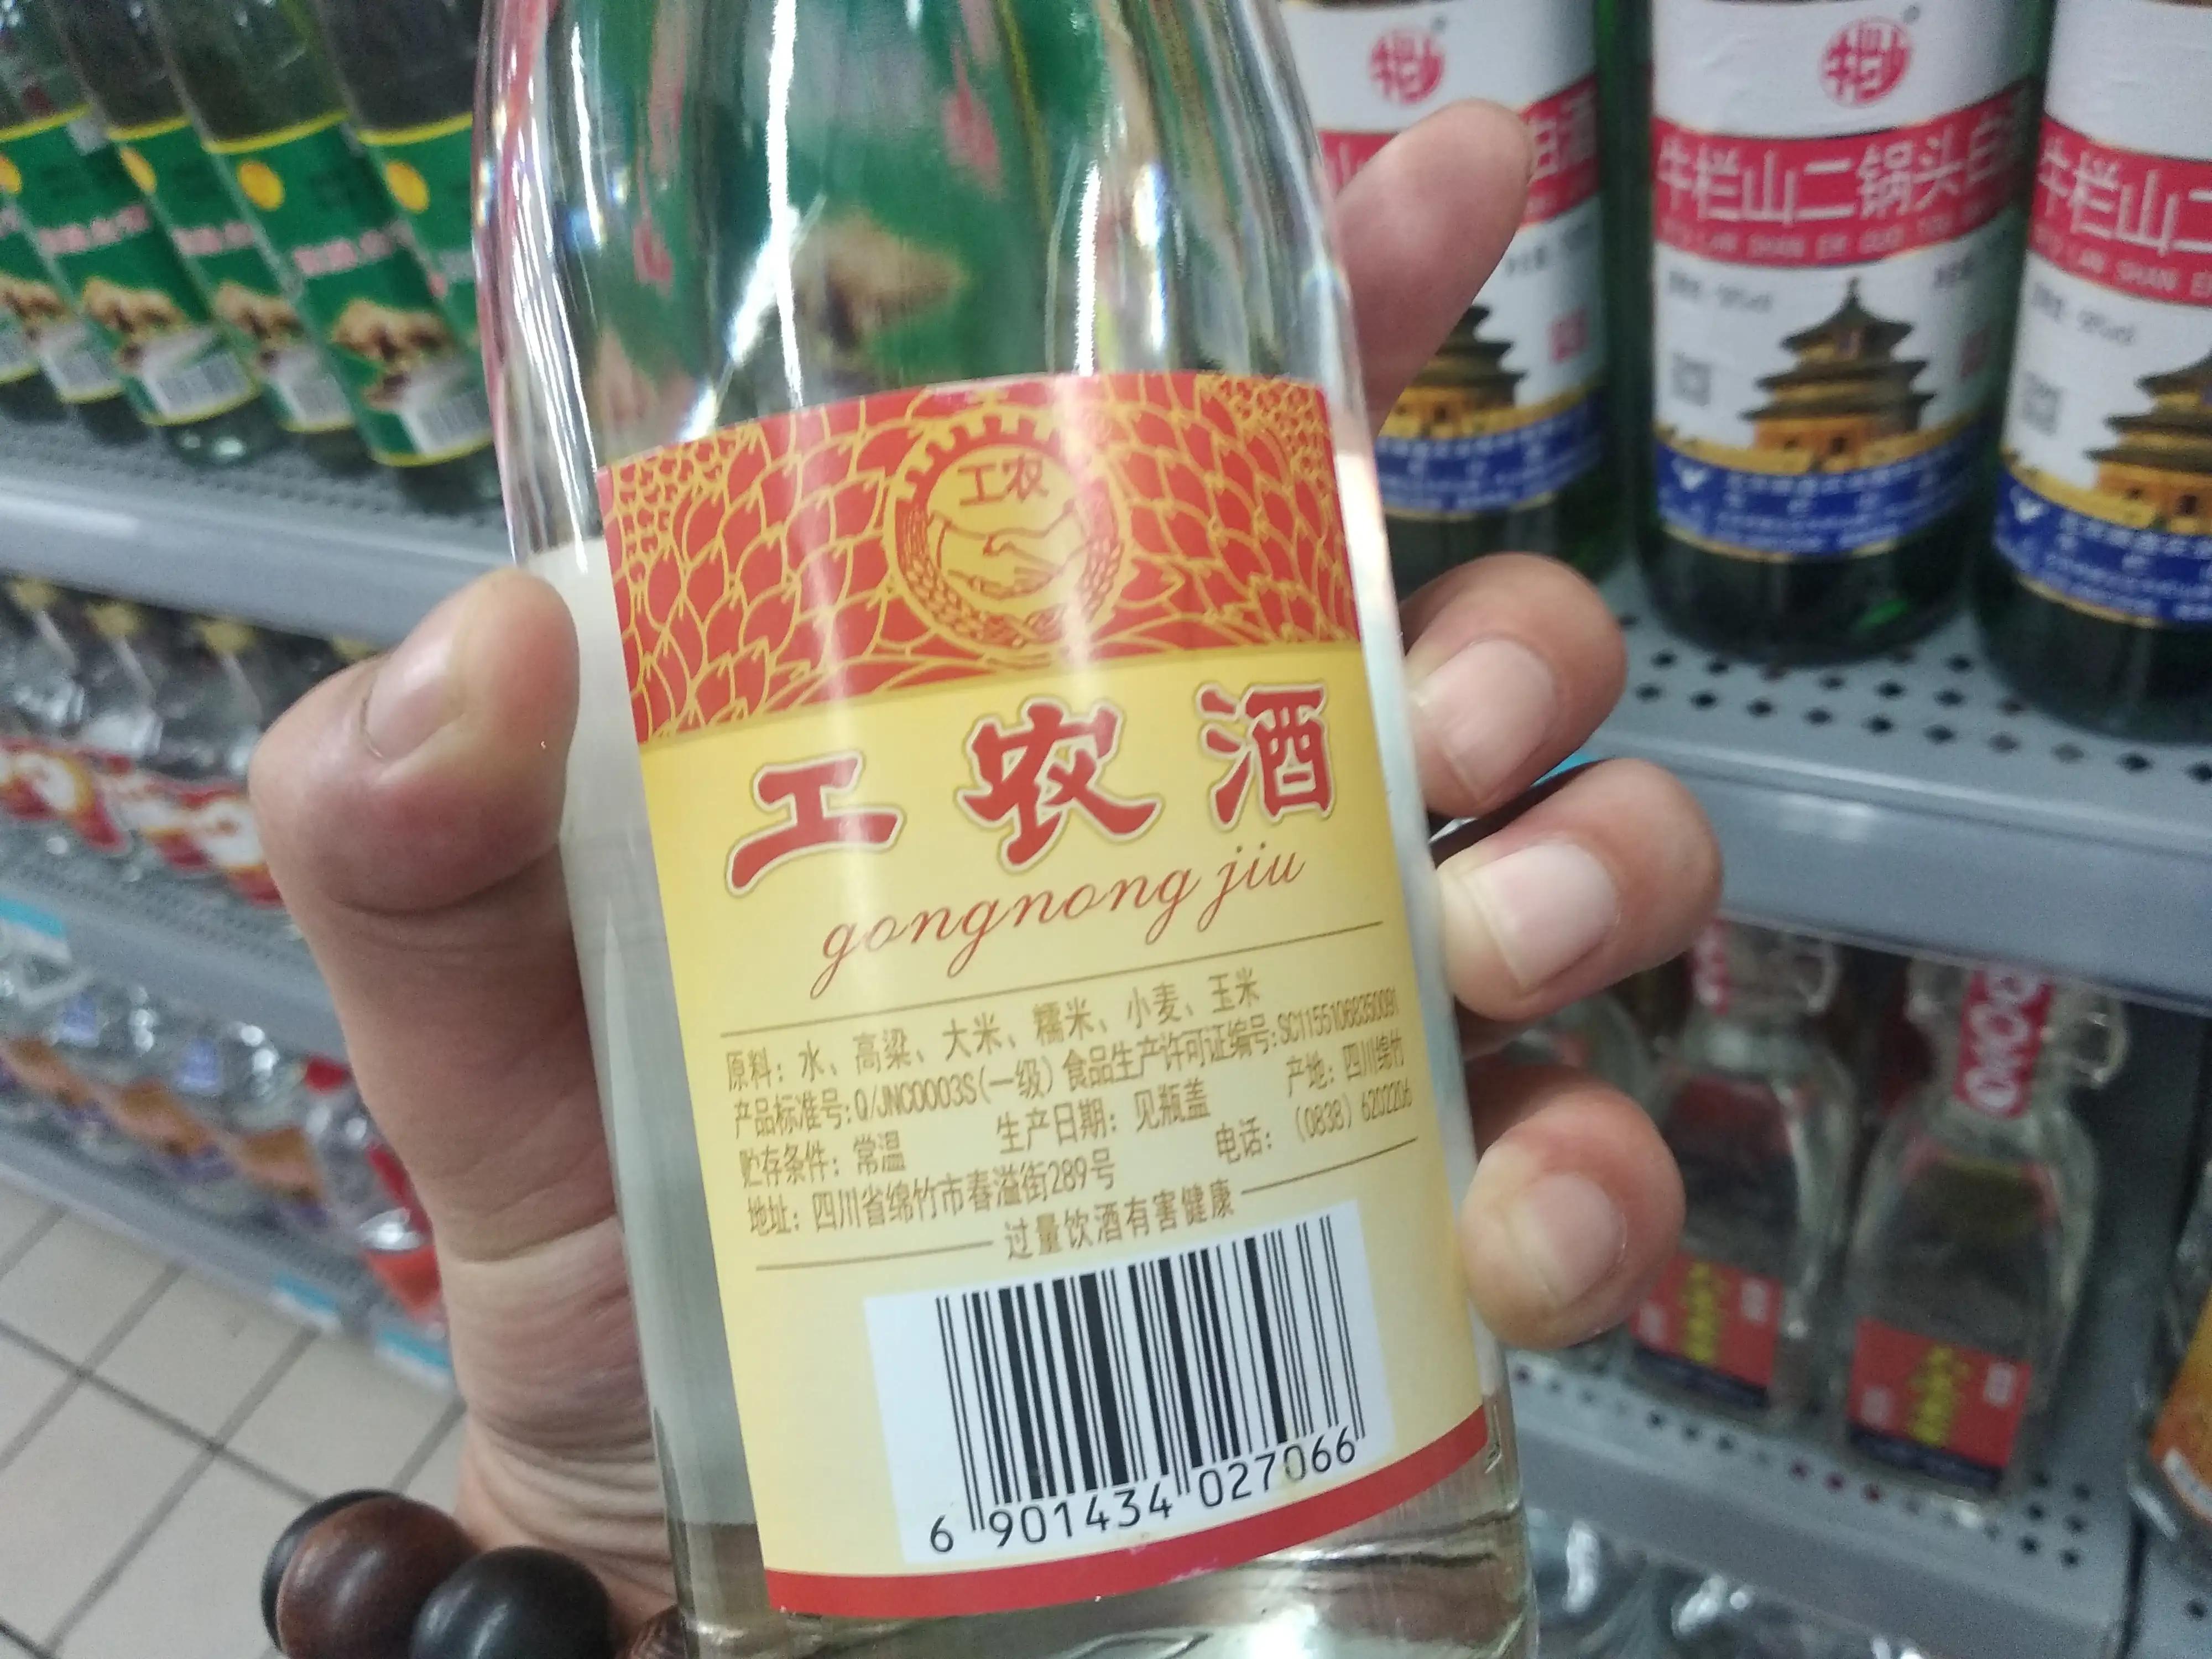 工农
工农酒
gongnong jiu
原料：水、高粱、大米、糯米、小麦、玉米
产品标准号:Q/JNC0003S(一级) 食品生产许可证编号:SC11551068350091
贮存条件：常温 生产日期：见瓶盖 产地：四川绵竹
地址：四川省绵竹市春溢街289号 电话：（0838）6202206
过量饮酒有害健康
6 901434 027066
牛栏山二锅头白
牛栏山二
白酒